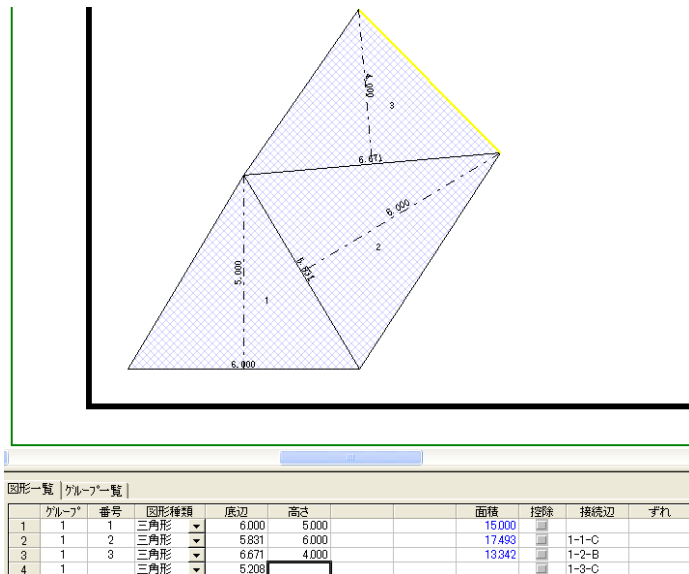 4.000
3
6.671
6.000
2
5.831
5.000
1
6.000
図形一覧 グループ一覧
グループ 番号 図形種類 底辺 高さ 面積 控除 接続辺 ずれ
1 1 1 三角形 6.000 5.000 15.000
2 1 2 三角形 5.831 6.000 17.493 1-1-C
3 1 3 三角形 6.671 4.000 13.342 1-2-B
4 1 三角形 5.208 1-3-C